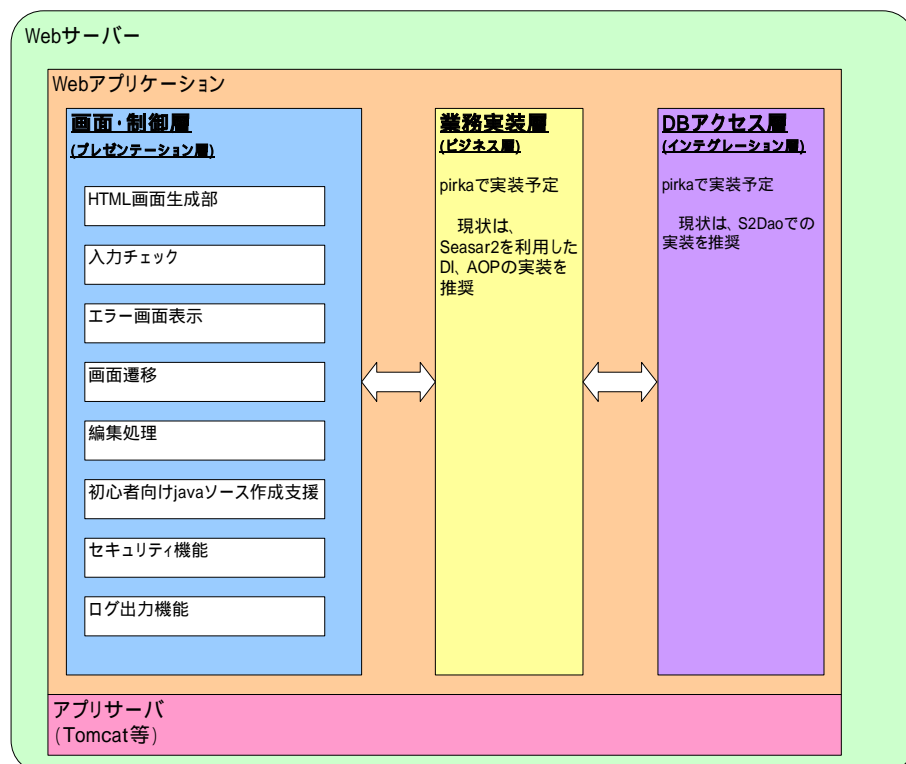 Webサーバー
Webアプリケーション
画面・制御層
(プレゼンテーション層)
HTML画面生成部
入力チェック
エラー画面表示
画面遷移
編集処理
初心者向けjavaソース作成支援
セキュリティ機能
ログ出力機能
業務実装層
(ビジネス層)
pirkaで実装予定
現状は、
Seasar2を利用した
DI、AOPの実装を
推奨
DBアクセス層
(インテグレーション層)
pirkaで実装予定
現状は、S2Daoでの
実装を推奨
アプリサーバ
(Tomcat等)